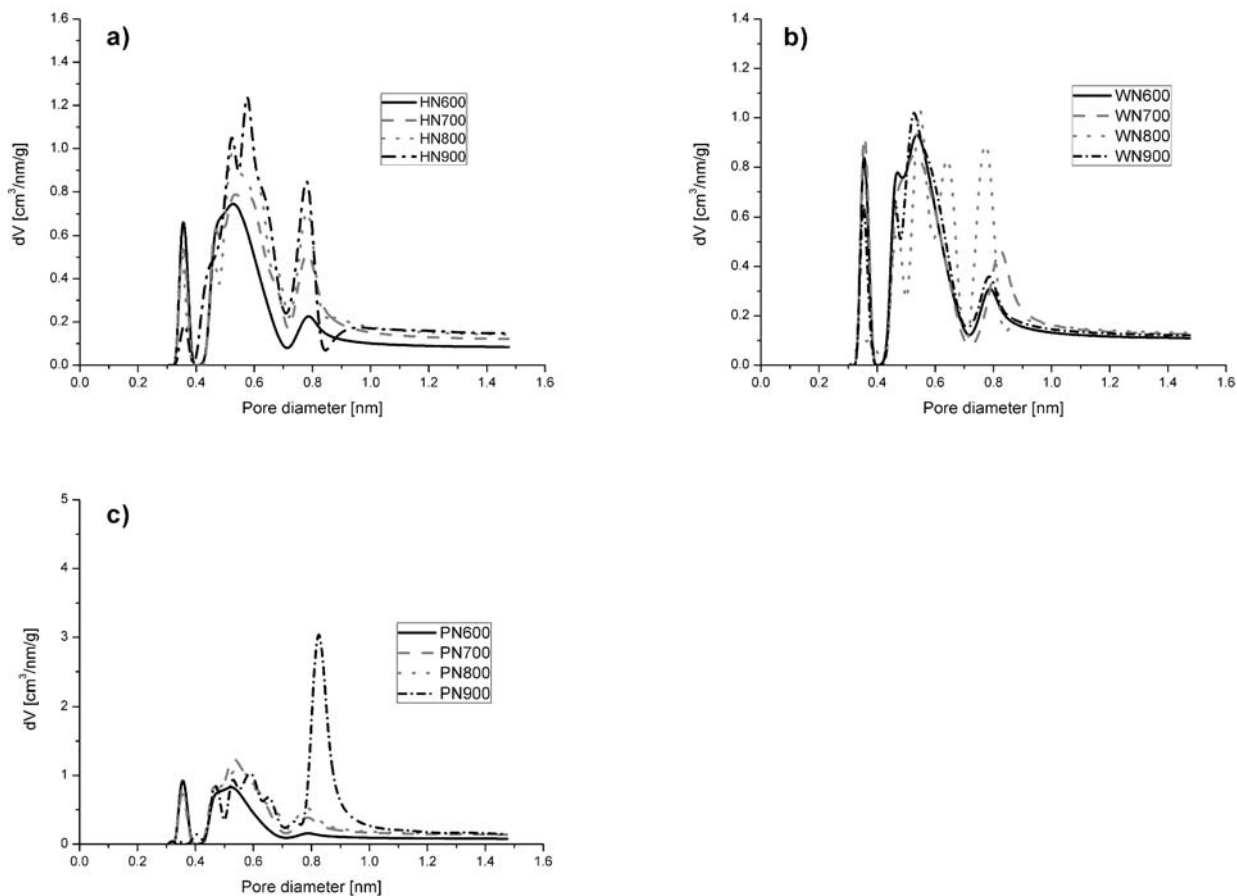 a)
1.6
1.4
1.2
1.0
0.8
0.6
0.4
0.2
0.0
dV [cm³/nm/g]
HN600
HN700
HN800
HN900
0.0 0.2 0.4 0.6 0.8 1.0 1.2 1.4 1.6
Pore diameter [nm]
b)
1.4
1.2
1.0
0.8
0.6
0.4
0.2
0.0
dV [cm³/nm/g]
WN600
WN700
WN800
WN900
0.0 0.2 0.4 0.6 0.8 1.0 1.2 1.4 1.6
Pore diameter [nm]
c)
5
4
3
2
1
0
dV [cm³/nm/g]
PN600
PN700
PN800
PN900
0.0 0.2 0.4 0.6 0.8 1.0 1.2 1.4 1.6
Pore diameter [nm]